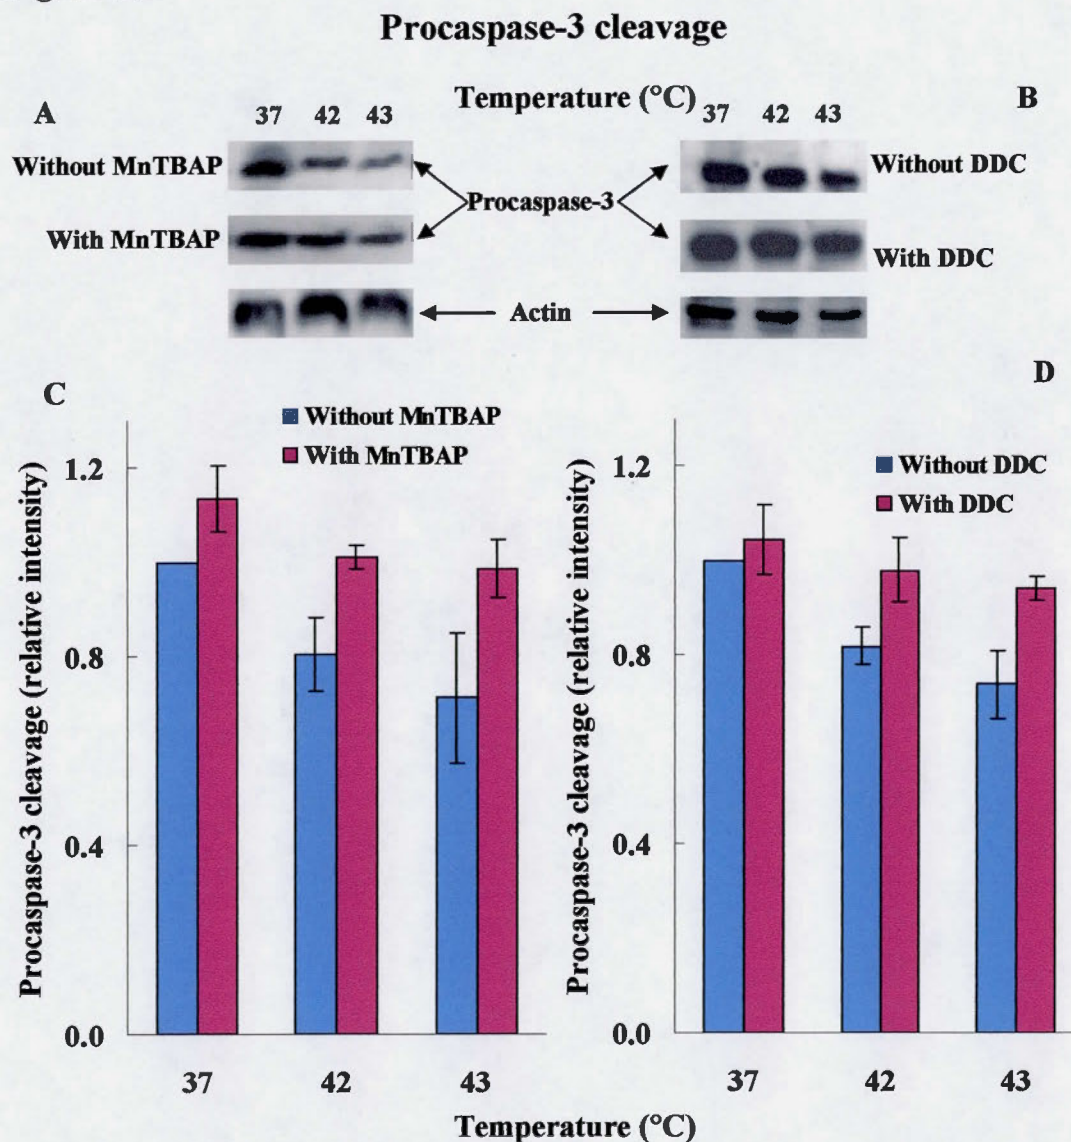 Procaspase-3 cleavage
Temperature (°C)
A
B
37 42 43
37 42 43
Without MnTBAP
Without DDC
Procaspase-3
With MnTBAP
With DDC
Actin
C
D
Without MnTBAP
With MnTBAP
Without DDC
With DDC
Procaspase-3 cleavage (relative intensity)
1.2
0.8
0.4
0.0
37 42 43
Procaspase-3 cleavage (relative intensity)
1.2
0.8
0.4
0.0
37 42 43
Temperature (°C)